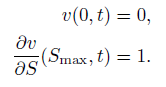 v(0, t) = 0,
∂v/∂S (S_max, t) = 1.